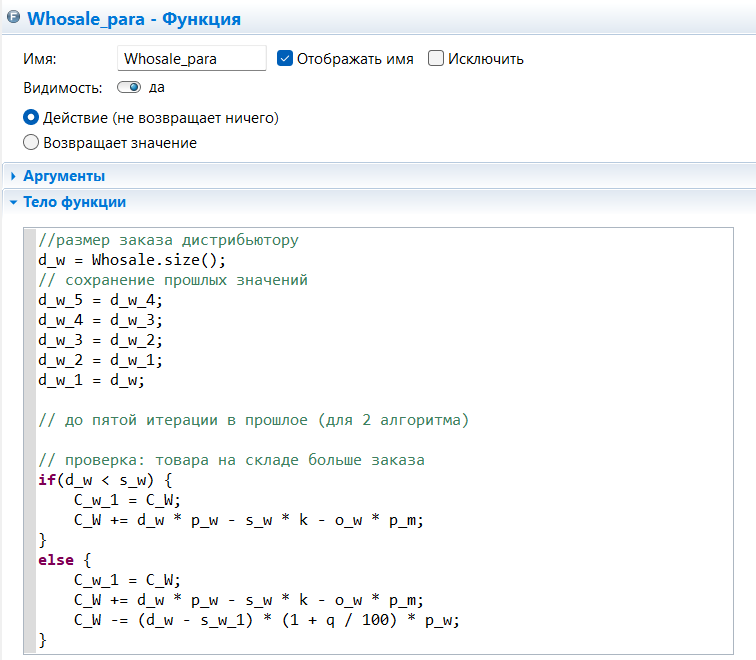 Whosale_para - Функция
Имя: Whosale_para Отображать имя Исключить
Видимость: да
Действие (не возвращает ничего)
Возвращает значение
Аргументы
Тело функции
//размер заказа дистрибьютору
d_w = Whosale.size();
// сохранение прошлых значений
d_w_5 = d_w_4;
d_w_4 = d_w_3;
d_w_3 = d_w_2;
d_w_2 = d_w_1;
d_w_1 = d_w;
// до пятой итерации в прошлое (для 2 алгоритма)
// проверка: товара на складе больше заказа
if(d_w < s_w) {
C_w_1 = C_W;
C_W += d_w * p_w - s_w * k - o_w * p_m;
}
else {
C_w_1 = C_W;
C_W += d_w * p_w - s_w * k - o_w * p_m;
C_W -= (d_w - s_w_1) * (1 + q / 100) * p_w;
}